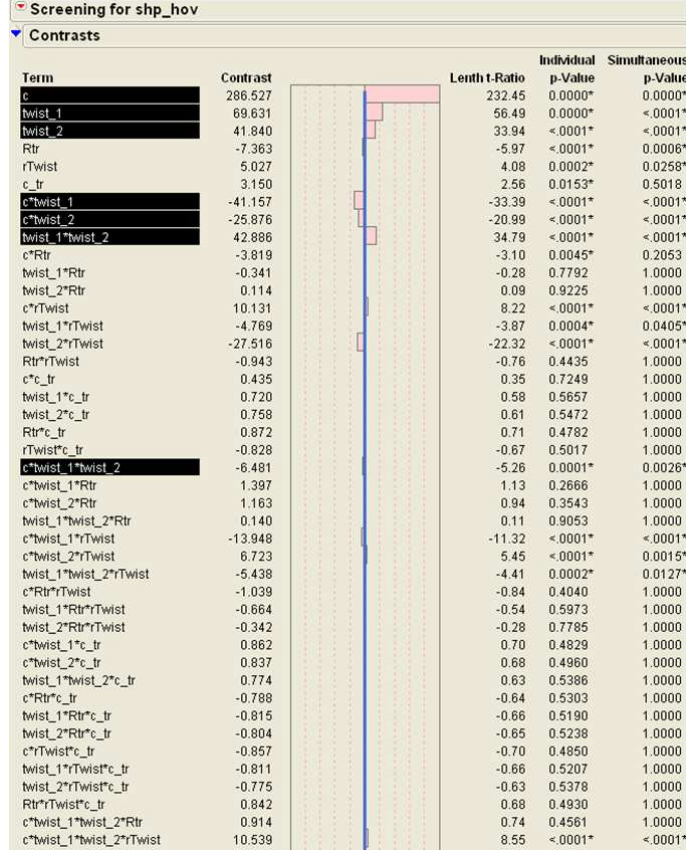 Screening for shp_hov
Contrasts
Individual Simultaneous
Term Contrast Lenth t-Ratio p-Value p-Value
c 286.527 232.45 0.0000* 0.0000*
twist_1 69.631 56.49 0.0000* <.0001*
twist_2 41.840 33.94 <.0001* <.0001*
Rtr -7.363 -5.97 <.0001* 0.0006*
rTwist 5.027 4.08 0.0002* 0.0258*
c_tr 3.150 2.56 0.0153* 0.5018
c*twist_1 -41.157 -33.39 <.0001* <.0001*
c*twist_2 -25.876 -20.99 <.0001* <.0001*
twist_1*twist_2 42.886 34.79 <.0001* <.0001*
c*Rtr -3.819 -3.10 0.0045* 0.2053
twist_1*Rtr -0.341 -0.28 0.7792 1.0000
twist_2*Rtr 0.114 0.09 0.9225 1.0000
c*rTwist 10.131 8.22 <.0001* <.0001*
twist_1*rTwist -4.769 -3.87 0.0004* 0.0405*
twist_2*rTwist -27.516 -22.32 <.0001* <.0001*
Rtr*rTwist -0.943 -0.76 0.4435 1.0000
c*c_tr 0.435 0.35 0.7249 1.0000
twist_1*c_tr 0.720 0.58 0.5657 1.0000
twist_2*c_tr 0.758 0.61 0.5472 1.0000
Rtr*c_tr 0.872 0.71 0.4782 1.0000
rTwist*c_tr -0.828 -0.67 0.5017 1.0000
c*twist_1*twist_2 -6.481 -5.26 0.0001* 0.0026*
c*twist_1*Rtr 1.397 1.13 0.2666 1.0000
c*twist_2*Rtr 1.163 0.94 0.3543 1.0000
twist_1*twist_2*Rtr 0.140 0.11 0.9053 1.0000
c*twist_1*rTwist -13.948 -11.32 <.0001* <.0001*
c*twist_2*rTwist 6.723 5.45 <.0001* 0.0015*
twist_1*twist_2*rTwist -5.438 -4.41 0.0002* 0.0127*
c*Rtr*rTwist -1.039 -0.84 0.4040 1.0000
twist_1*Rtr*rTwist -0.664 -0.54 0.5973 1.0000
twist_2*Rtr*rTwist -0.342 -0.28 0.7785 1.0000
c*twist_1*c_tr 0.862 0.70 0.4829 1.0000
c*twist_2*c_tr 0.837 0.68 0.4960 1.0000
twist_1*twist_2*c_tr 0.774 0.63 0.5386 1.0000
c*Rtr*c_tr -0.788 -0.64 0.5303 1.0000
twist_1*Rtr*c_tr -0.815 -0.66 0.5190 1.0000
twist_2*Rtr*c_tr -0.804 -0.65 0.5238 1.0000
c*rTwist*c_tr -0.857 -0.70 0.4850 1.0000
twist_1*rTwist*c_tr -0.811 -0.66 0.5207 1.0000
twist_2*rTwist*c_tr -0.775 -0.63 0.5378 1.0000
Rtr*rTwist*c_tr 0.842 0.68 0.4930 1.0000
c*twist_1*twist_2*Rtr 0.914 0.74 0.4561 1.0000
c*twist_1*twist_2*rTwist 10.539 8.55 <.0001* <.0001*